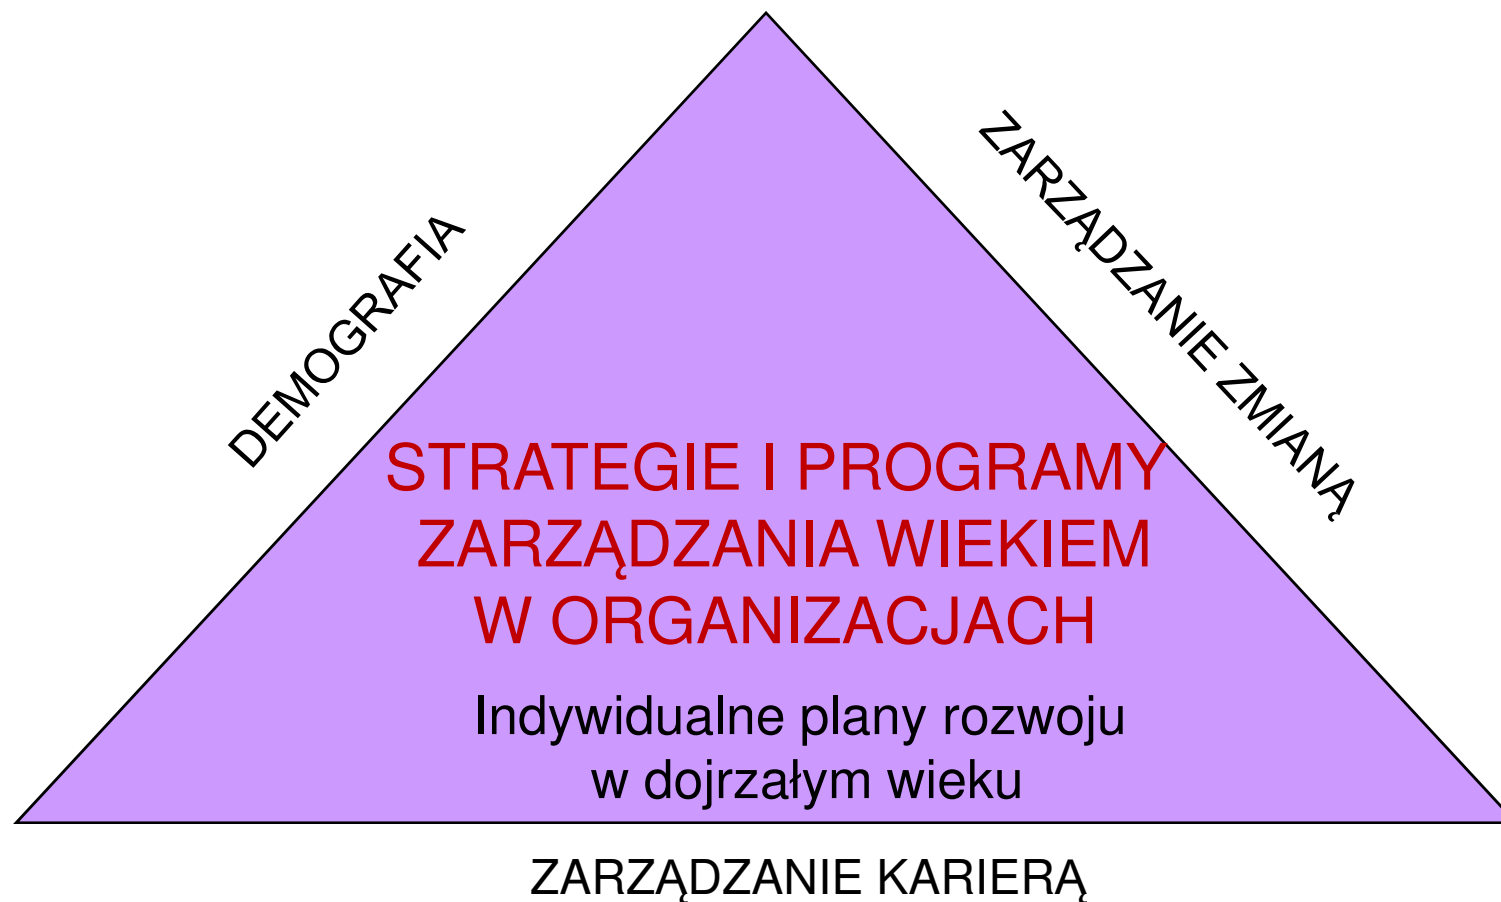 DEMOGRAFIA
ZARZĄDZANIE ZMIANĄ
STRATEGIE I PROGRAMY
ZARZĄDZANIA WIEKIEM
W ORGANIZACJACH
Indywidualne plany rozwoju
w dojrzałym wieku
ZARZĄDZANIE KARIERĄ